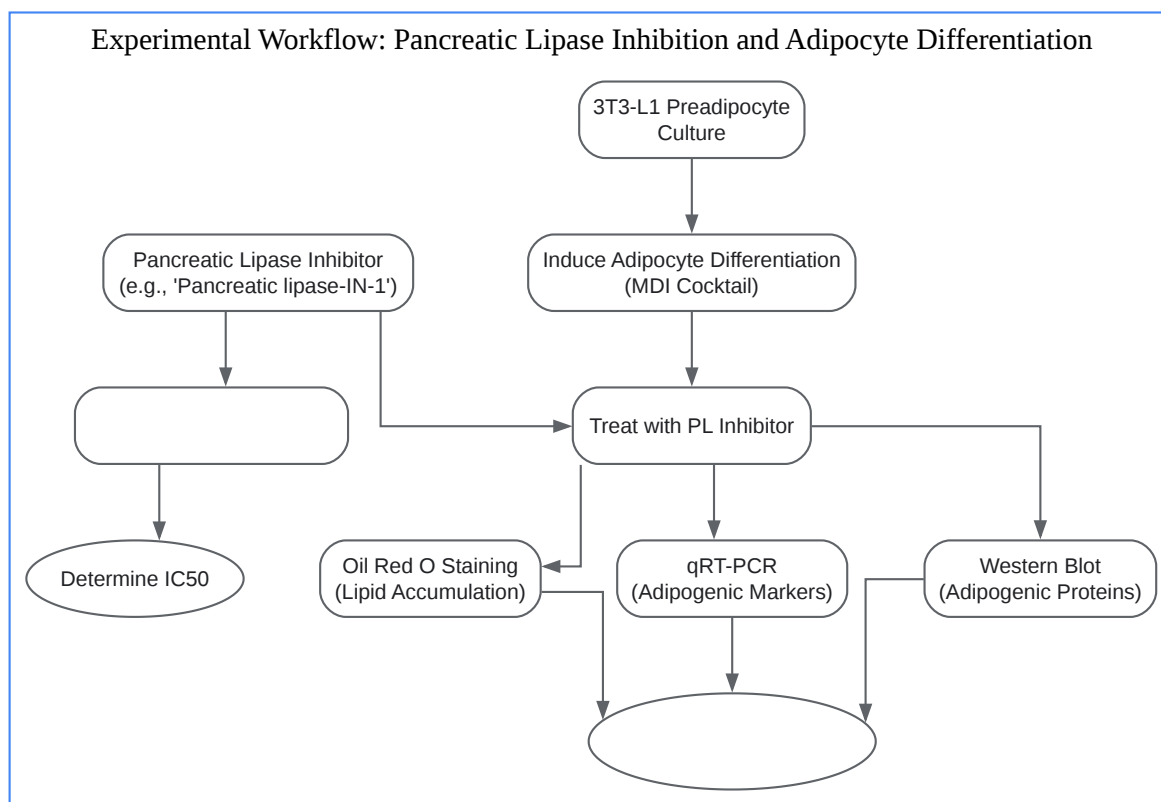 Experimental Workflow: Pancreatic Lipase Inhibition and Adipocyte Differentiation
3T3-L1 Preadipocyte
Culture
Pancreatic Lipase Inhibitor
(e.g., 'Pancreatic lipase-IN-1')
Induce Adipocyte Differentiation
(MDI Cocktail)
Treat with PL Inhibitor
Determine IC50
Oil Red O Staining
(Lipid Accumulation)
qRT-PCR
(Adipogenic Markers)
Western Blot
(Adipogenic Proteins)